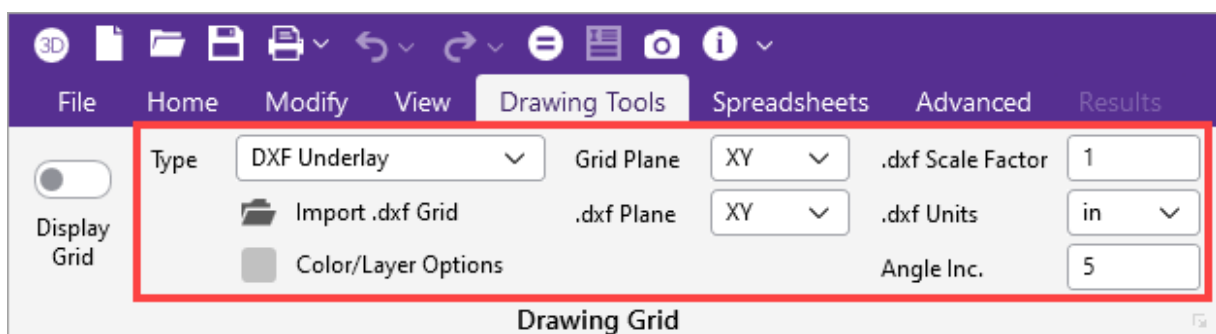 3D
File Home Modify View Drawing Tools Spreadsheets Advanced Results
Type DXF Underlay Grid Plane XY .dxf Scale Factor 1
Import .dxf Grid .dxf Plane XY .dxf Units in
Display
Grid
Color/Layer Options Angle Inc. 5
Drawing Grid